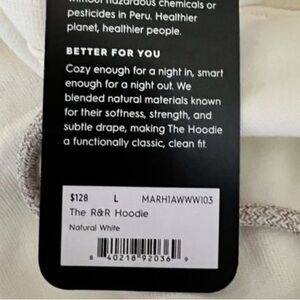 without hazardous chemicals or
pesticides in Peru. Healthier
planet, healthier people.
BETTER FOR YOU
Cozy enough for a night in, smart
enough for a night out. We
blended natural materials known
for their softness, strength, and
subtle drape, making The Hoodie
a functionally classic, clean fit.
$128 L MARH1AWWW103
The R&R Hoodie
Natural White
8 40218 92036 9